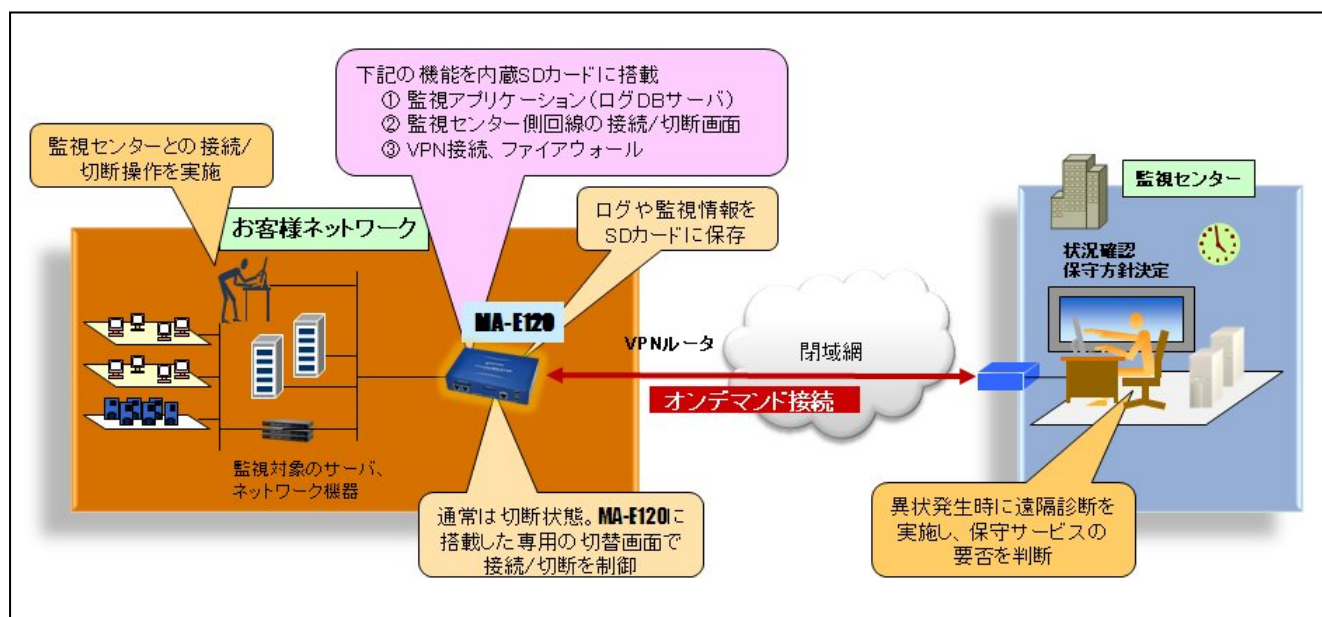 下記の機能を内蔵SDカードに搭載
① 監視アプリケーション(ログDBサーバ)
② 監視センター側回線の接続/切断画面
③ VPN接続、ファイアウォール
監視センターとの接続/
切断操作を実施
お客様ネットワーク
ログや監視情報を
SDカードに保存
MA-E120
監視対象のサーバ、
ネットワーク機器
通常は切断状態。MA-E120に
搭載した専用の切替画面で
接続/切断を制御
VPNルータ
閉域網
オンデマンド接続
監視センター
状況確認
保守方針決定
異状発生時に遠隔診断を
実施し、保守サービスの
要否を判断